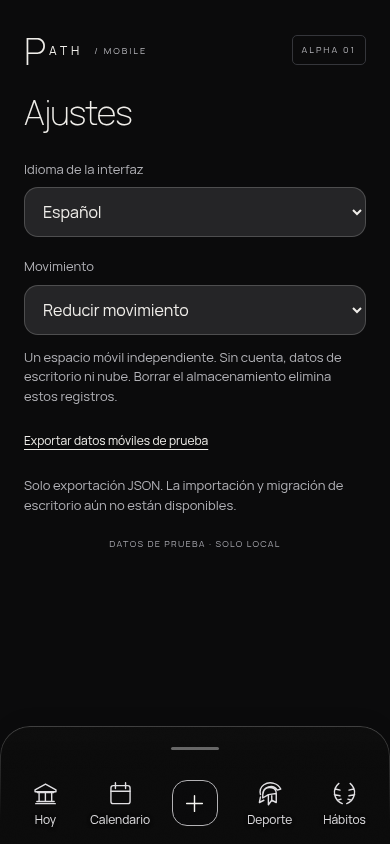 PATH / MOBILE
ALPHA 01
Ajustes
Idioma de la interfaz
Español
Movimiento
Reducir movimiento
Un espacio móvil independiente. Sin cuenta, datos de
escritorio ni nube. Borrar el almacenamiento elimina
estos registros.
Exportar datos móviles de prueba
Solo exportación JSON. La importación y migración de
escritorio aún no están disponibles.
DATOS DE PRUEBA · SOLO LOCAL
Hoy
Calendario
Deporte
Hábitos